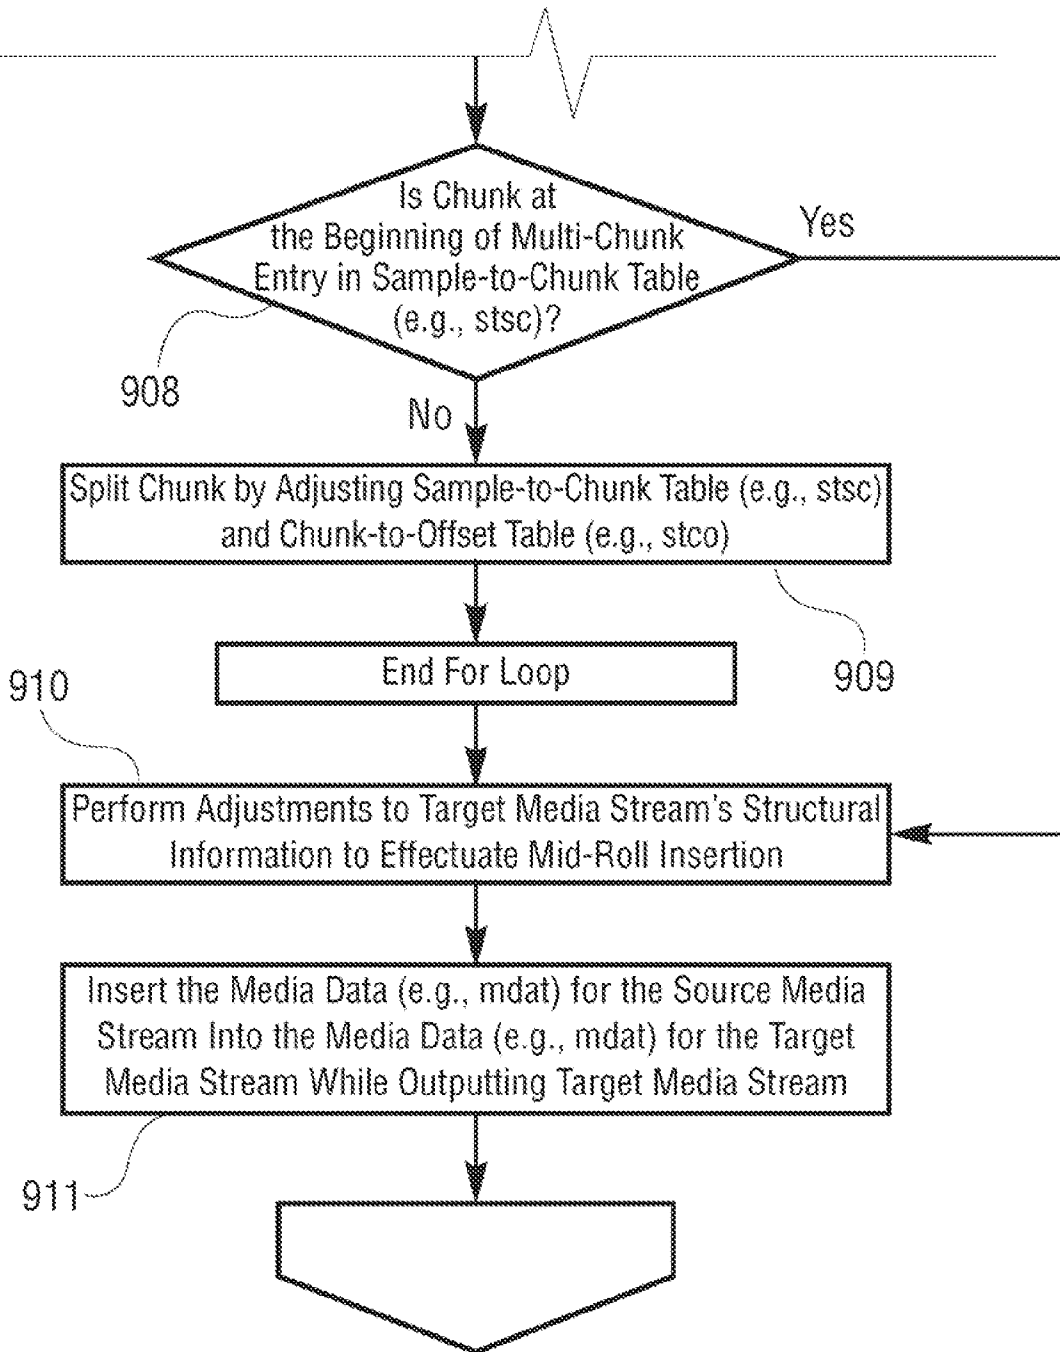 Is Chunk at
the Beginning of Multi-Chunk
Entry in Sample-to-Chunk Table
(e.g., stsc)?
Yes
908
No
Split Chunk by Adjusting Sample-to-Chunk Table (e.g., stsc)
and Chunk-to-Offset Table (e.g., stco)
909
End For Loop
910
Perform Adjustments to Target Media Stream's Structural
Information to Effectuate Mid-Roll Insertion
Insert the Media Data (e.g., mdat) for the Source Media
Stream Into the Media Data (e.g., mdat) for the Target
Media Stream While Outputting Target Media Stream
911